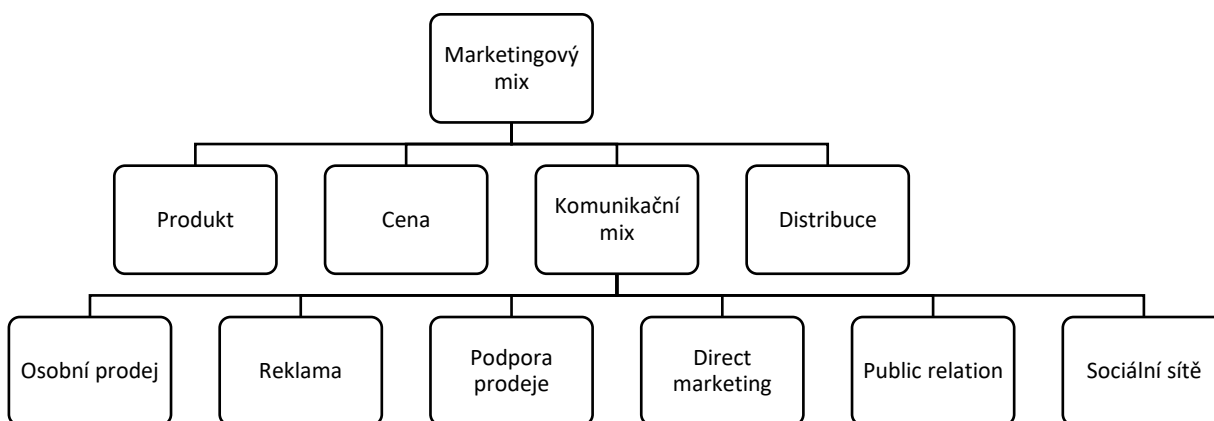 Marketingový
mix
Produkt
Cena
Komunikační
mix
Distribuce
Osobní prodej
Reklama
Podpora
prodeje
Direct
marketing
Public relation
Sociální sítě